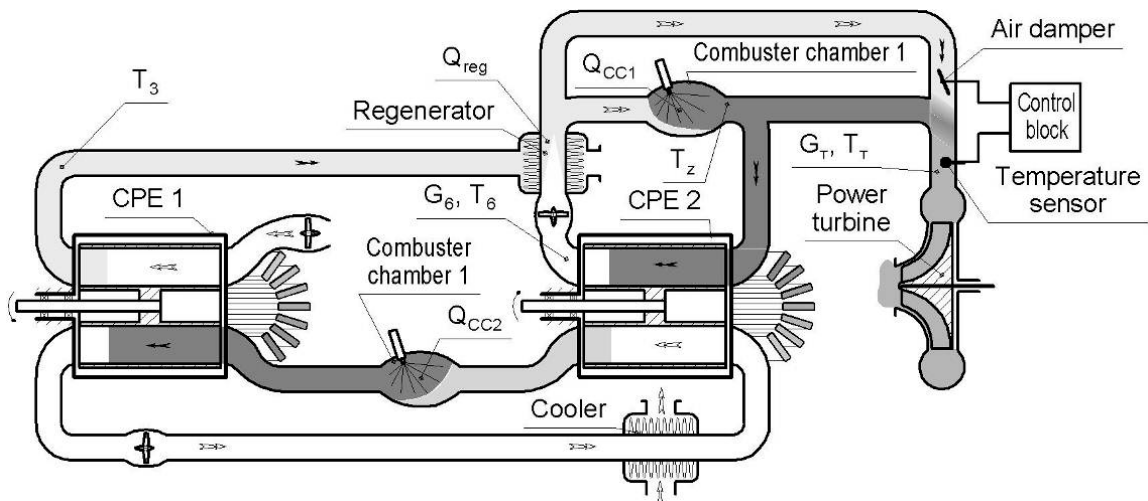 Air damper
Combuster chamber 1
Q_CC1
Q_reg
T_3
Regenerator
Control
block
T_z
G_T, T_T
Temperature
sensor
CPE 1
G_6, T_6
CPE 2
Power
turbine
Combuster
chamber 1
Q_CC2
Cooler